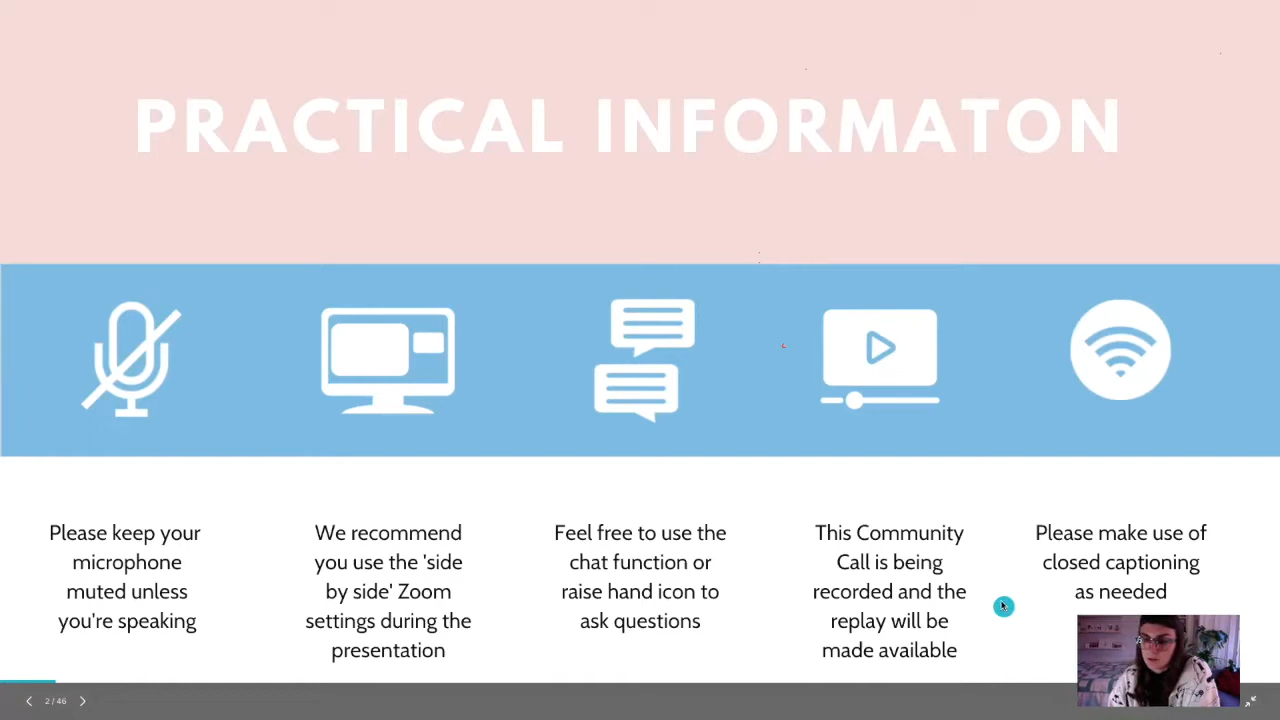 PRACTICAL INFORMATON
Please keep your
microphone
muted unless
you're speaking
We recommend
you use the 'side
by side' Zoom
settings during the
presentation
Feel free to use the
chat function or
raise hand icon to
ask questions
This Community
Call is being
recorded and the
replay will be
made available
Please make use of
closed captioning
as needed
2 / 46